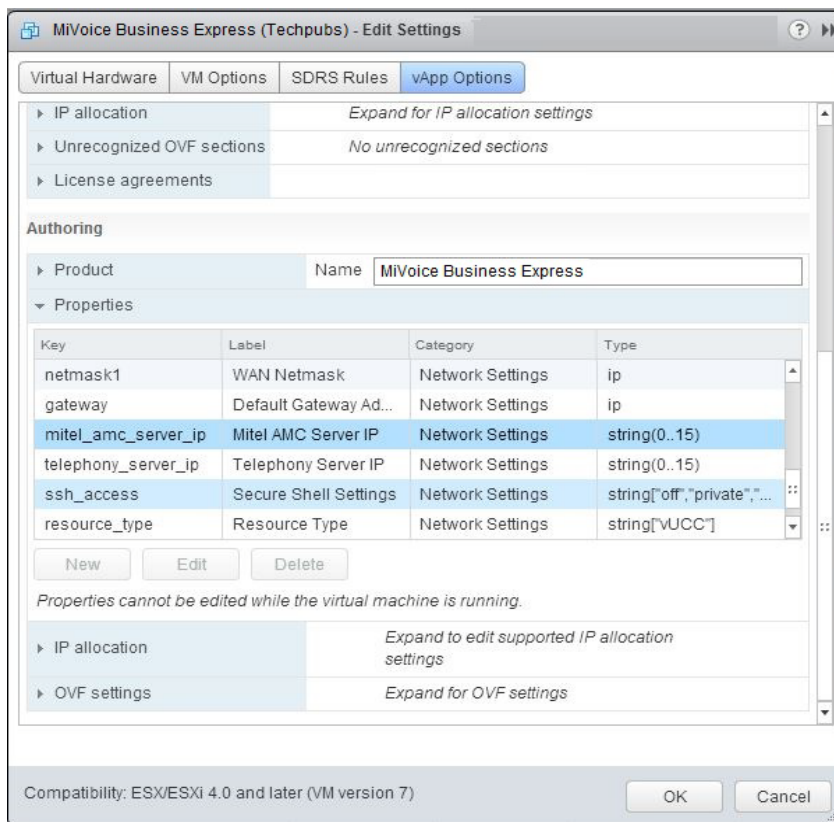 MiVoice Business Express (Techpubs) - Edit Settings ?
Virtual Hardware VM Options SDRS Rules vApp Options
IP allocation Expand for IP allocation settings
Unrecognized OVF sections No unrecognized sections
License agreements
Authoring
Product Name MiVoice Business Express
Properties
Key Label Category Type
netmask1 WAN Netmask Network Settings ip
gateway Default Gateway Ad... Network Settings ip
mitel_amc_server_ip Mitel AMC Server IP Network Settings string(0..15)
telephony_server_ip Telephony Server IP Network Settings string(0..15)
ssh_access Secure Shell Settings Network Settings string["off","private","...
resource_type Resource Type Network Settings string["vUCC"]
New Edit Delete
Properties cannot be edited while the virtual machine is running.
IP allocation Expand to edit supported IP allocation
settings
OVF settings Expand for OVF settings
Compatibility: ESX/ESXi 4.0 and later (VM version 7) OK Cancel